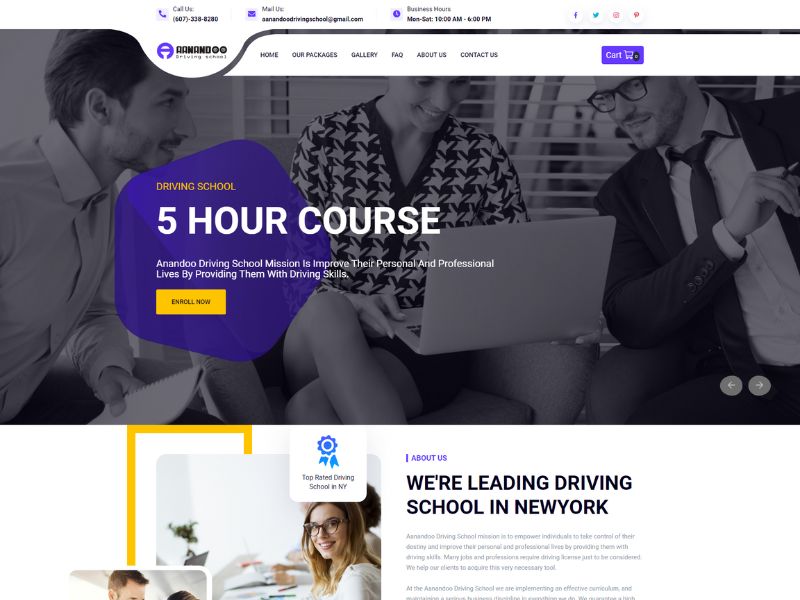 Call Us:
(607)-338-8280
Mail Us:
aanandoodrivingschool@gmail.com
Business Hours
Mon-Sat: 10:00 AM - 6:00 PM
AANANDOO
Driving school
HOME
OUR PACKAGES
GALLERY
FAQ
ABOUT US
CONTACT US
Cart
0
DRIVING SCHOOL
5 HOUR COURSE
Anandoo Driving School Mission Is Improve Their Personal And Professional
Lives By Providing Them With Driving Skills.
ENROLL NOW
Top Rated Driving
School in NY
ABOUT US
WE'RE LEADING DRIVING
SCHOOL IN NEWYORK
Aanandoo Driving School mission is to empower individuals to take control of their
destiny and improve their personal and professional lives by providing them with
driving skills. Many jobs and professions require driving license just to be considered.
We help our clients to acquire this very necessary tool.
At the Aanandoo Driving School we are implementing an effective curriculum, and
maintaining a serious business discipline in everything we do. We guarantee a high